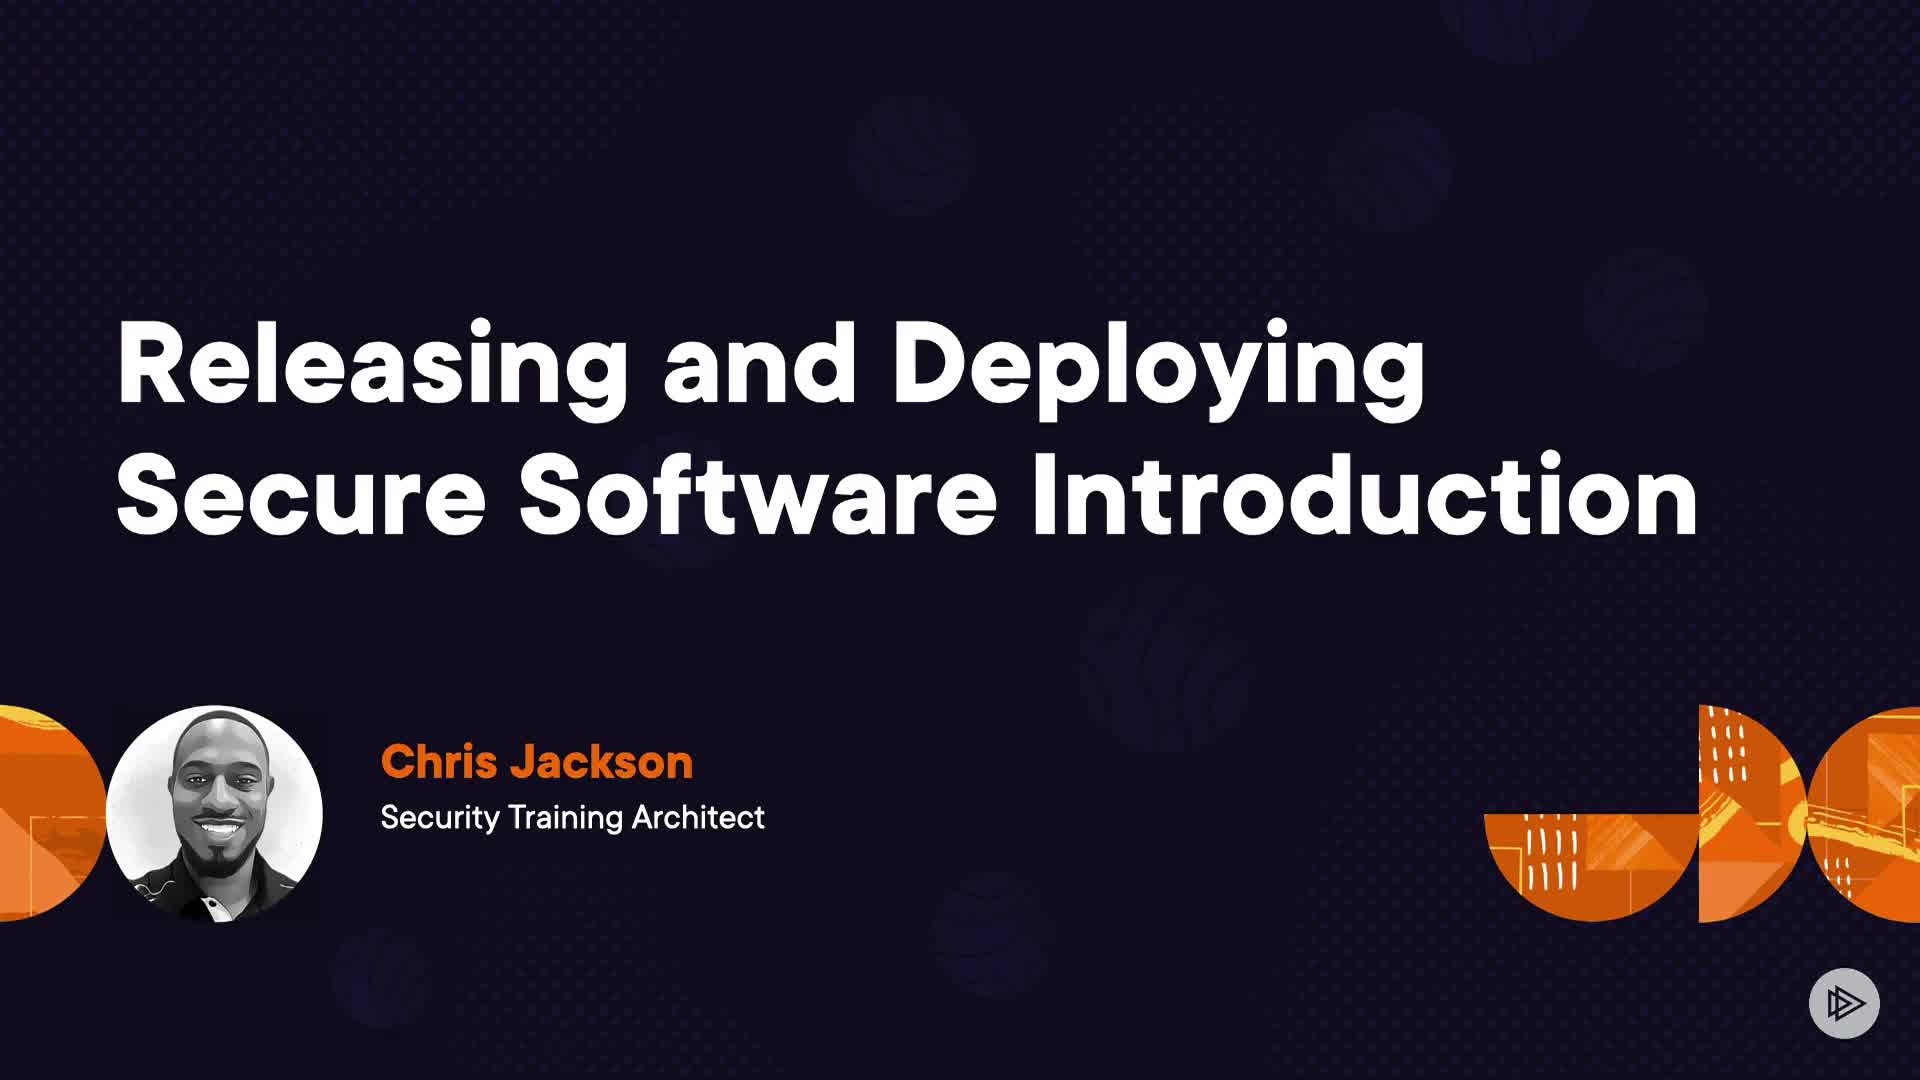 Releasing and Deploying
Secure Software Introduction
Chris Jackson
Security Training Architect